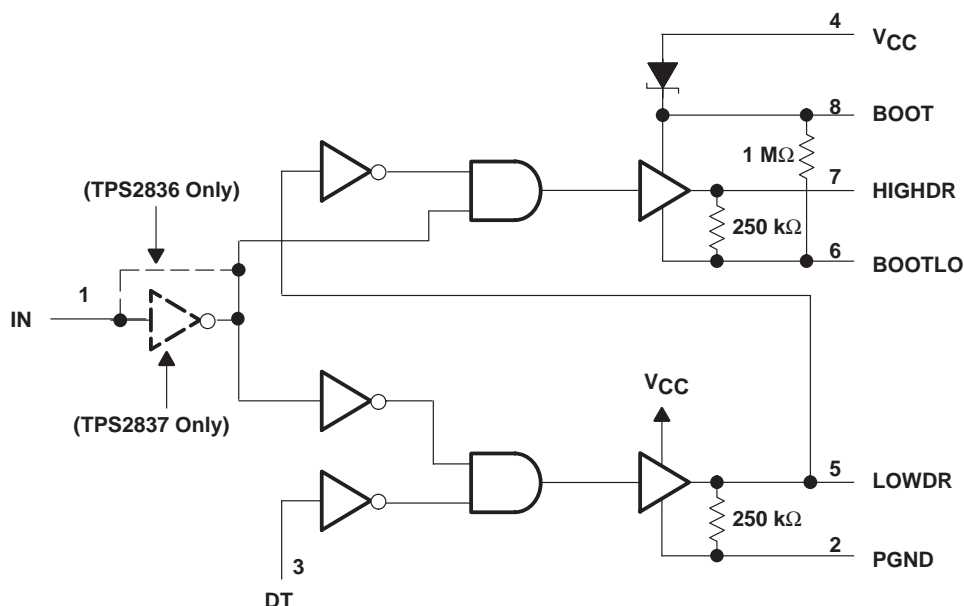 4
VCC
8
BOOT
1 MΩ
(TPS2836 Only)
7
HIGHDR
250 kΩ
6
BOOTLO
1
IN
VCC
(TPS2837 Only)
5
LOWDR
250 kΩ
2
PGND
3
DT